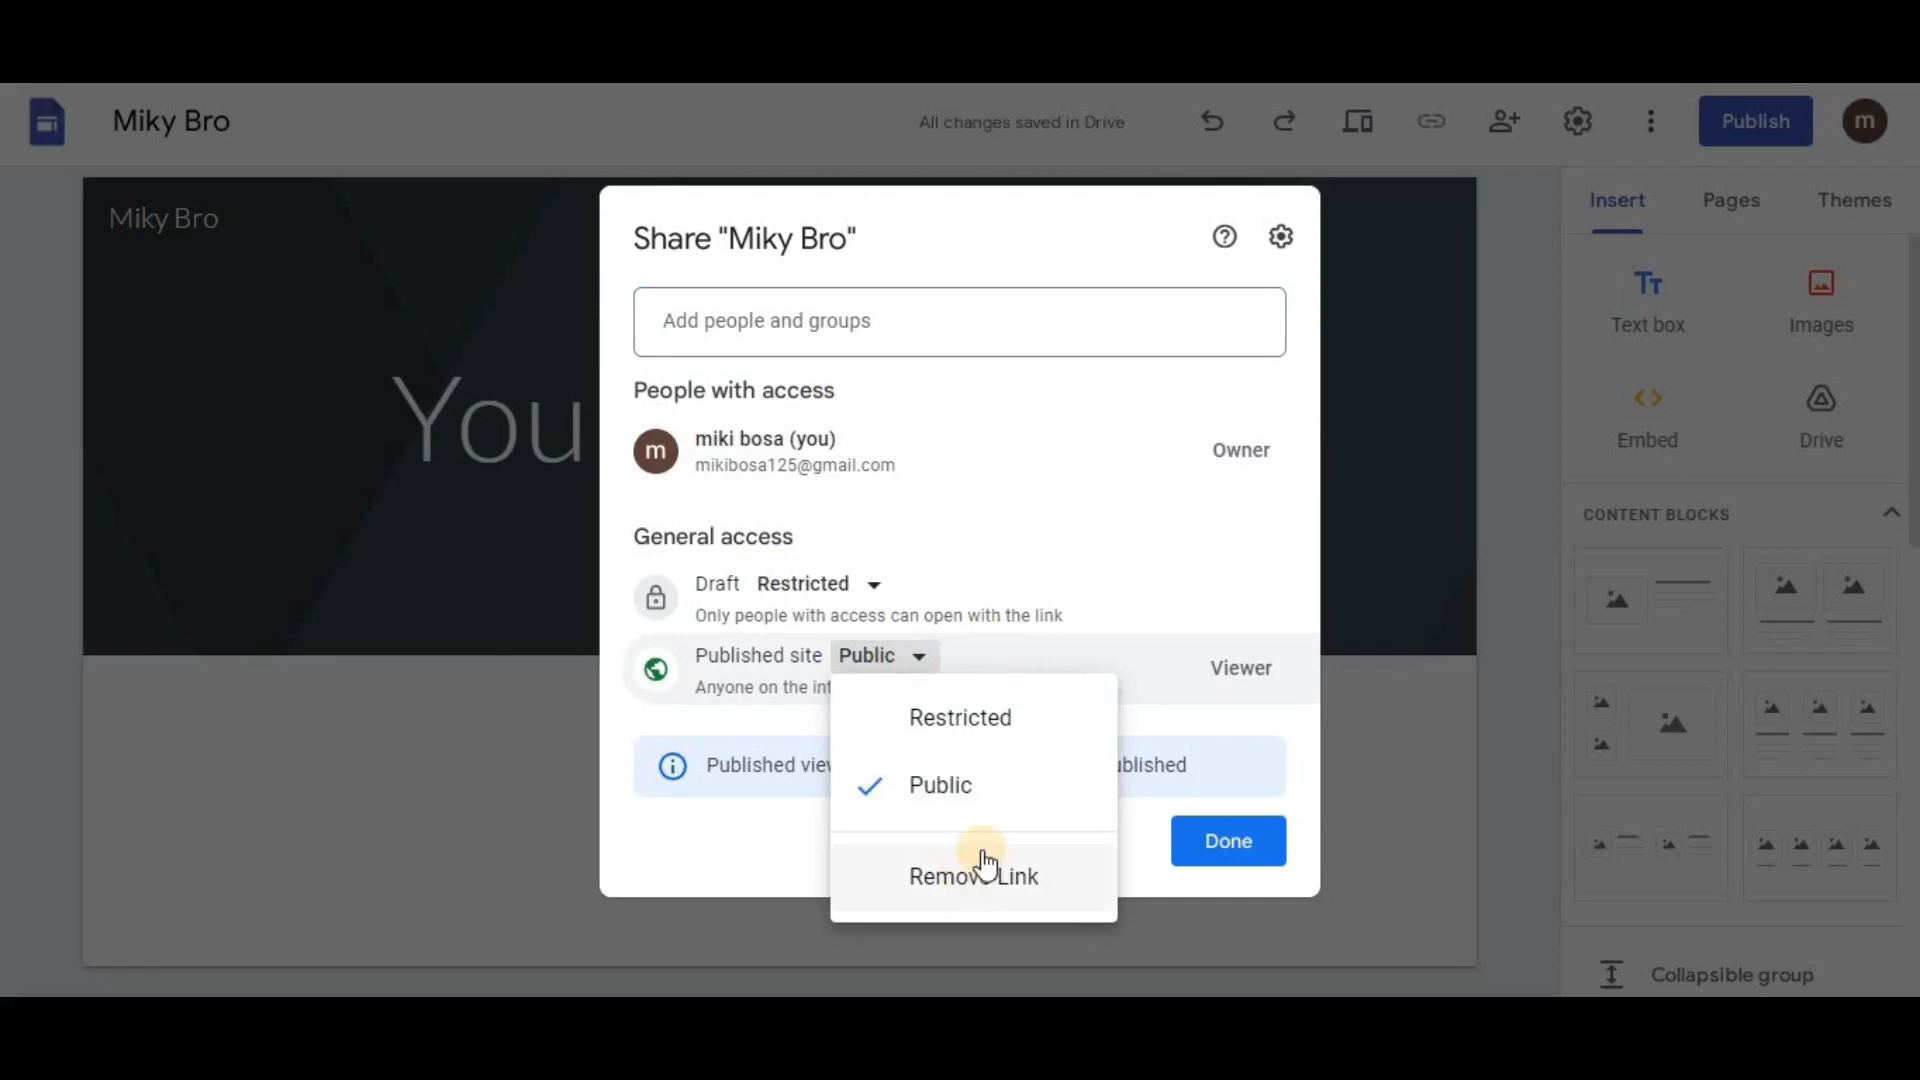 Miky Bro
All changes saved in Drive
Publish
m
Insert
Pages
Themes
Miky Bro
You
Share "Miky Bro"
Add people and groups
People with access
m
miki bosa (you)
mikibosa125@gmail.com
Owner
General access
Draft Restricted
Only people with access can open with the link
Published site Public
Anyone on the
Viewer
Restricted
Public
Remove Link
Published
Done
Tt
Text box
Images
Embed
Drive
CONTENT BLOCKS
Collapsible group